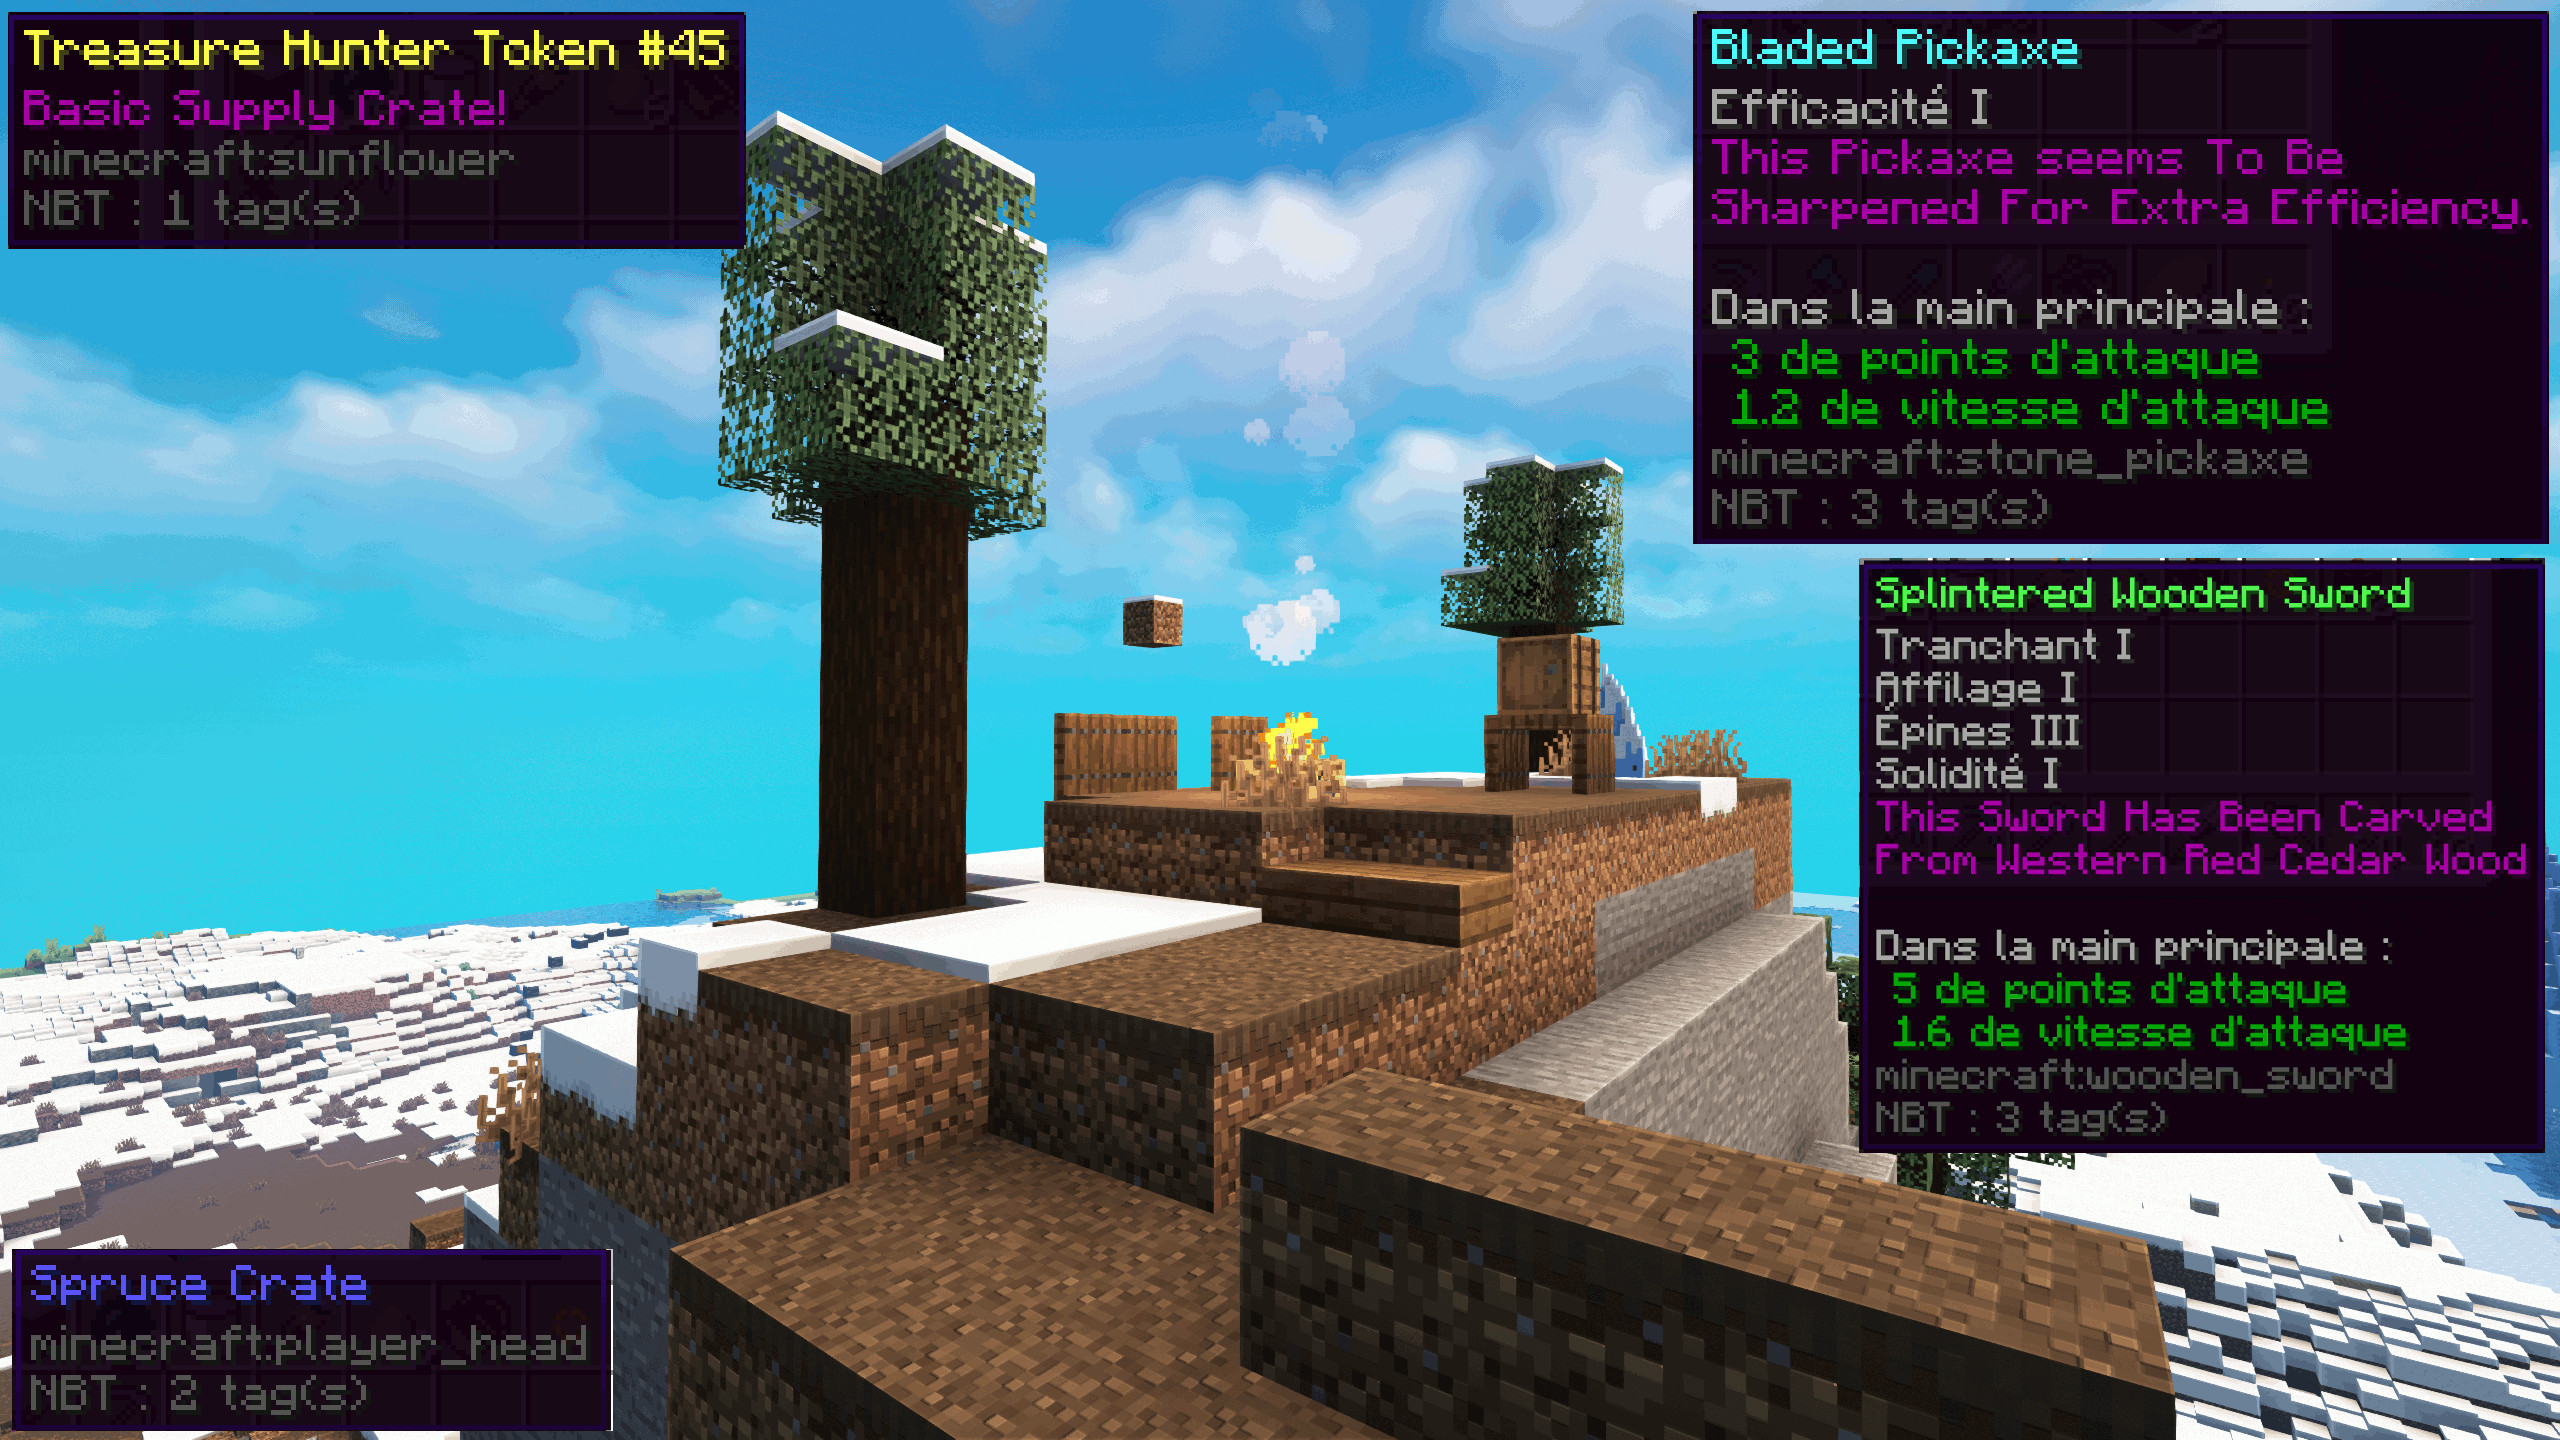 Treasure Hunter Token #45
Basic Supply Crate!
minecraft:sunflower
NBT : 1 tag(s)
Bladed Pickaxe
Efficacité I
This Pickaxe seems To Be
Sharpened For Extra Efficiency.
Dans la main principale :
3 de points d'attaque
1.2 de vitesse d'attaque
minecraft:stone_pickaxe
NBT : 3 tag(s)
Splintered Wooden Sword
Tranchant I
Affilage I
Épines III
Solidité I
This Sword Has Been Carved
From Western Red Cedar Wood
Dans la main principale :
5 de points d'attaque
1.6 de vitesse d'attaque
minecraft:wooden_sword
NBT : 3 tag(s)
Spruce Crate
minecraft:player_head
NBT : 2 tag(s)